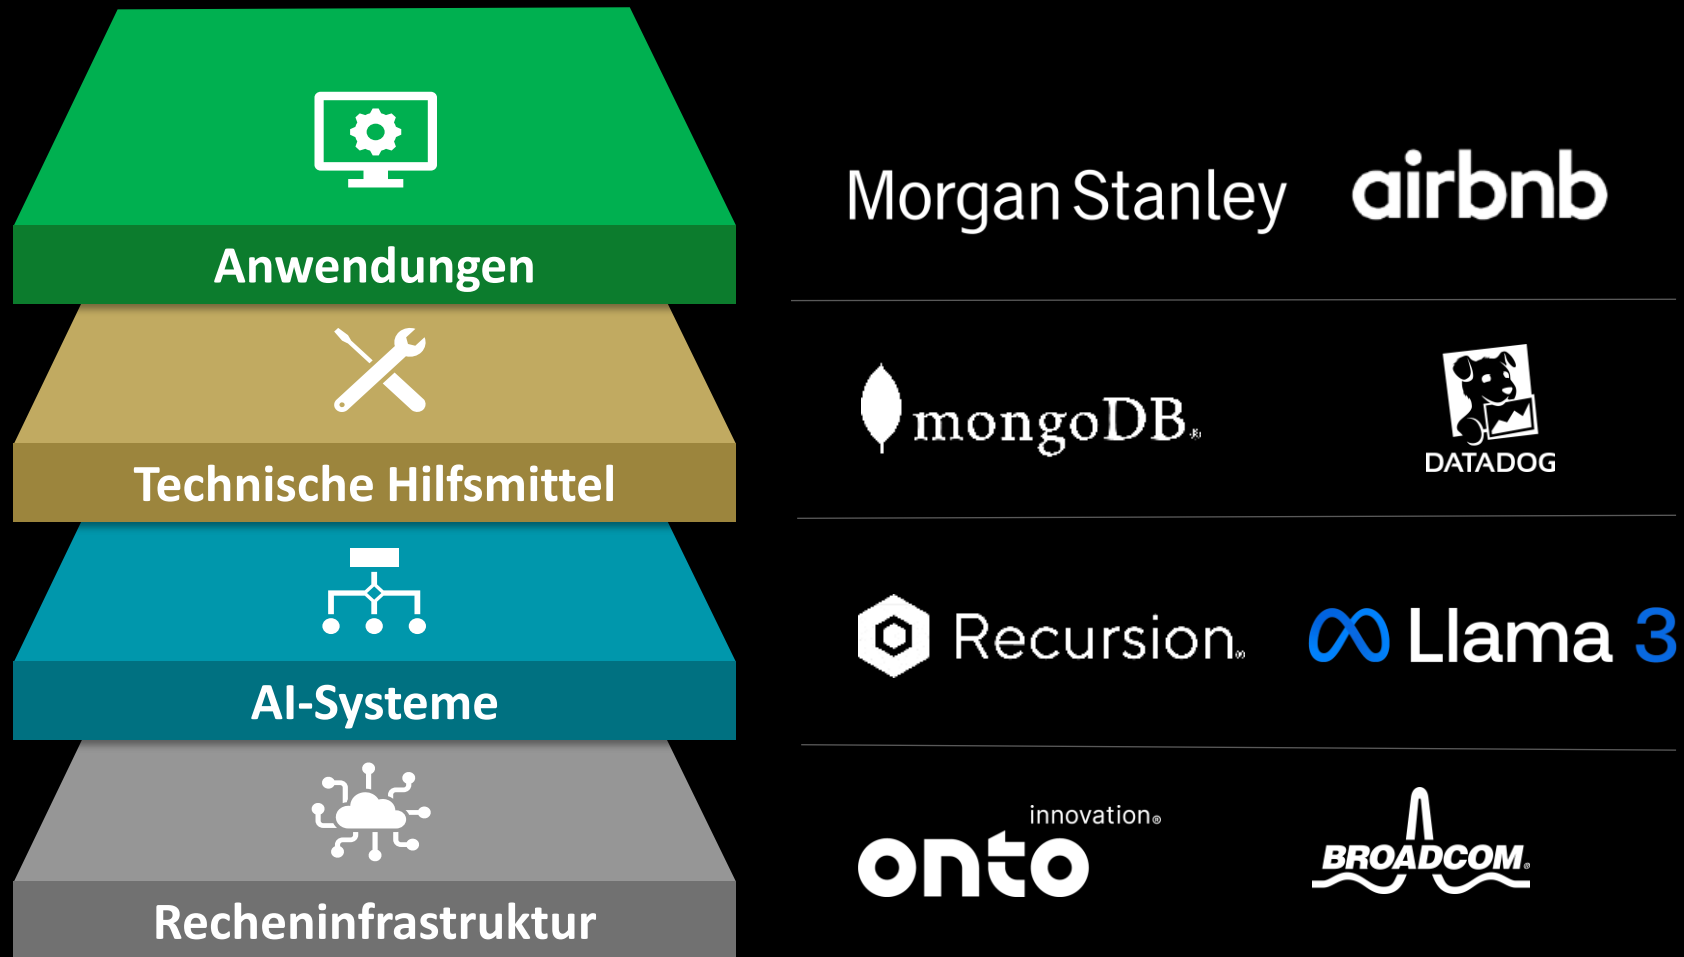 Anwendungen
Morgan Stanley
airbnb
Technische Hilfsmittel
mongoDB
DATADOG
AI-Systeme
Recursion
Llama 3
Recheninfrastruktur
innovation®
onto
BROADCOM®